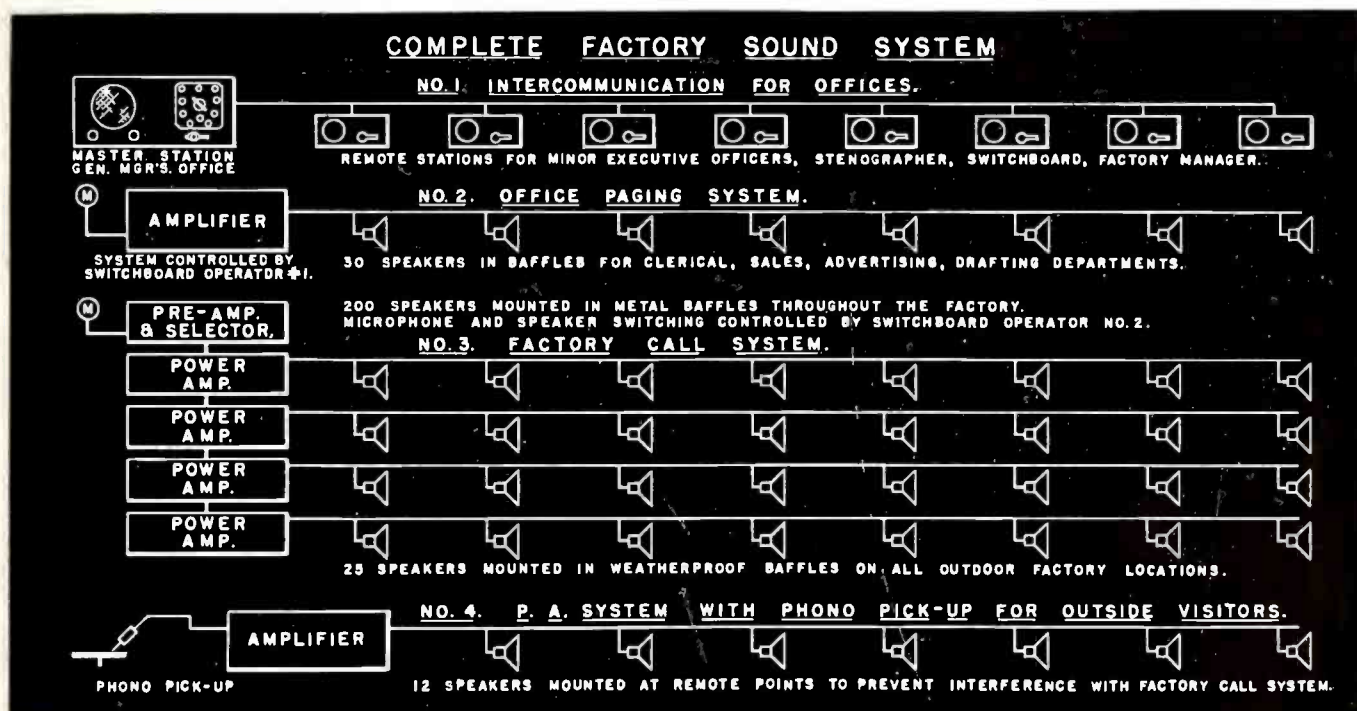 COMPLETE FACTORY SOUND SYSTEM
NO. 1. INTERCOMMUNICATION FOR OFFICES.
MASTER STATION
GEN. MGR'S. OFFICE
REMOTE STATIONS FOR MINOR EXECUTIVE OFFICERS, STENOGRAPHER, SWITCHBOARD, FACTORY MANAGER.
NO. 2. OFFICE PAGING SYSTEM.
M
AMPLIFIER
SYSTEM CONTROLLED BY
SWITCHBOARD OPERATOR #1.
30 SPEAKERS IN BAFFLES FOR CLERICAL, SALES, ADVERTISING, DRAFTING DEPARTMENTS.
M
PRE-AMP.
& SELECTOR,
200 SPEAKERS MOUNTED IN METAL BAFFLES THROUGHOUT THE FACTORY.
MICROPHONE AND SPEAKER SWITCHING CONTROLLED BY SWITCHBOARD OPERATOR NO. 2.
NO. 3. FACTORY CALL SYSTEM.
POWER
AMP.
POWER
AMP.
POWER
AMP.
POWER
AMP.
25 SPEAKERS MOUNTED IN WEATHERPROOF BAFFLES ON ALL OUTDOOR FACTORY LOCATIONS.
NO. 4. P. A. SYSTEM WITH PHONO PICK-UP FOR OUTSIDE VISITORS.
AMPLIFIER
PHONO PICK-UP
12 SPEAKERS MOUNTED AT REMOTE POINTS TO PREVENT INTERFERENCE WITH FACTORY CALL SYSTEM.